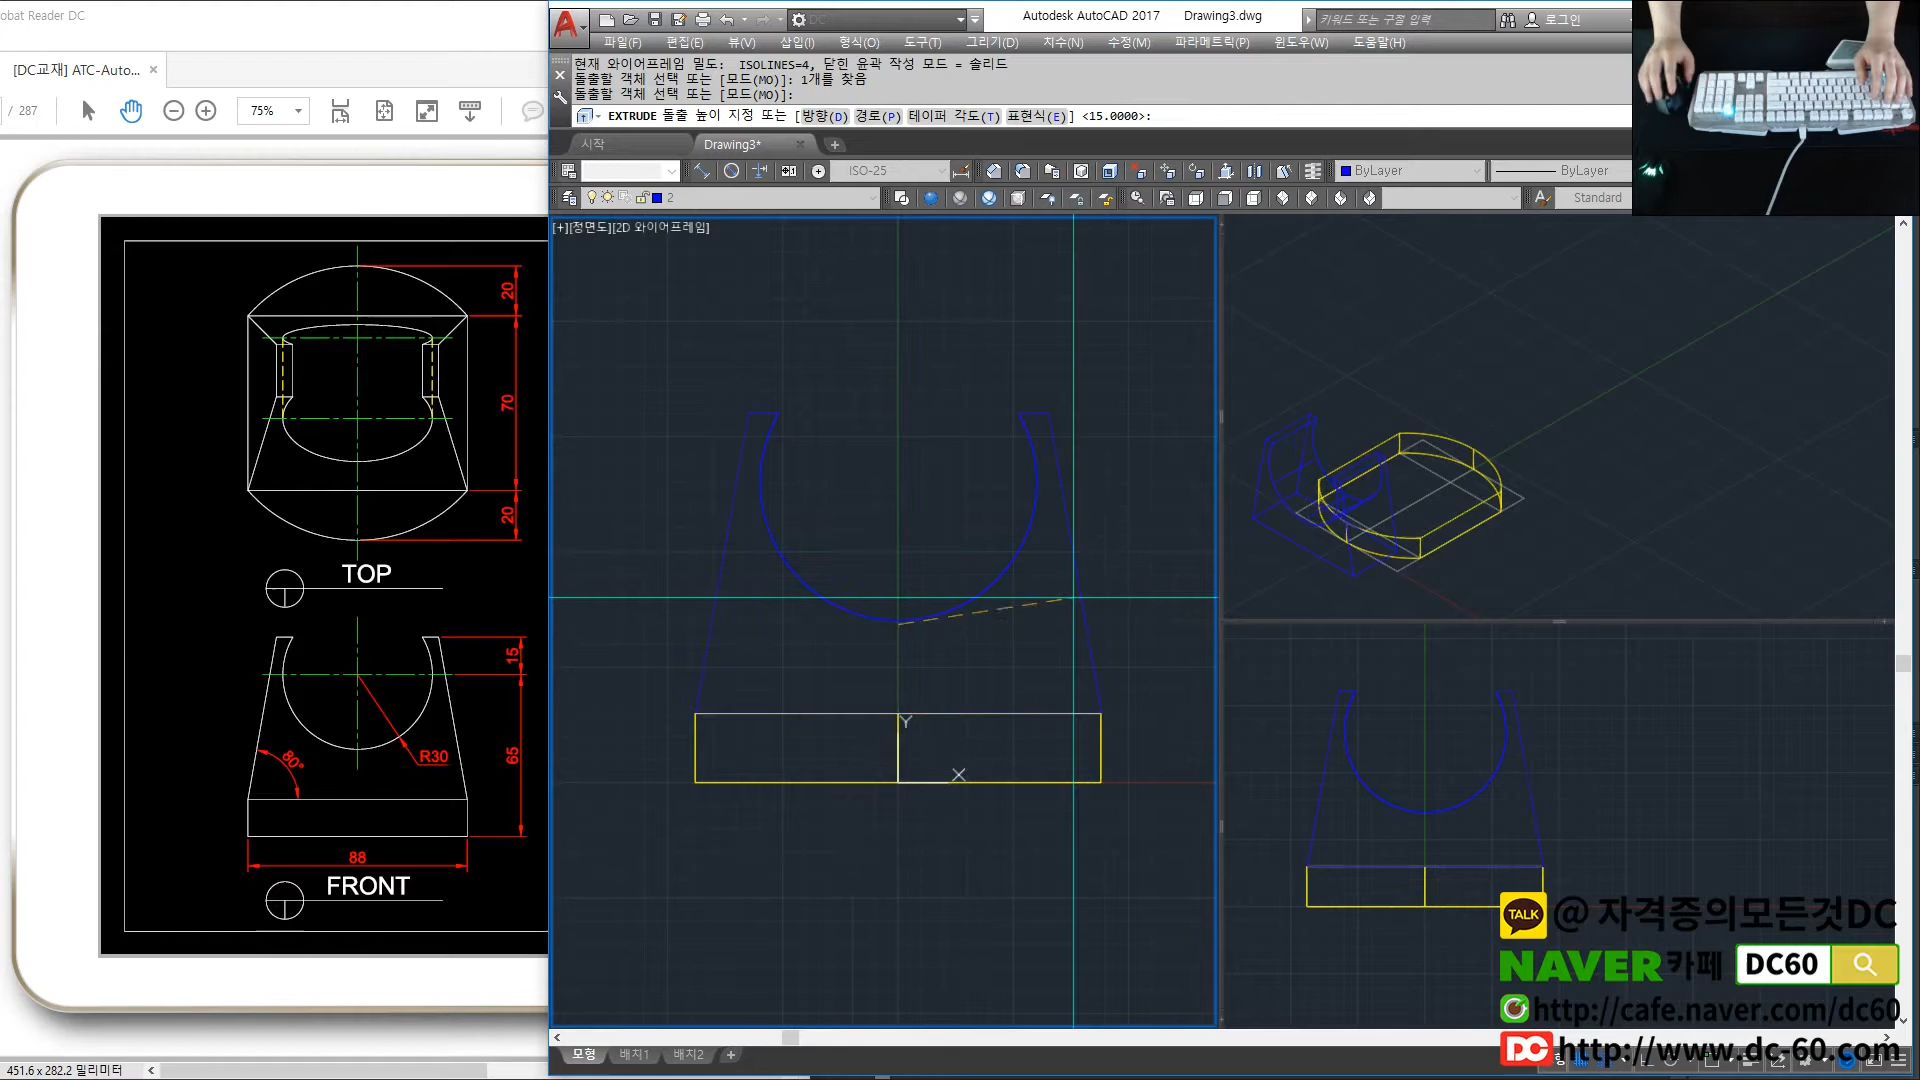 obat Reader DC
[DC교재] ATC-Auto... ×
/ 287
75%
20
70
20
TOP
15
80°
R30
65
88
FRONT
451.6 x 282.2 밀리미터
Autodesk AutoCAD 2017 Drawing3.dwg
키워드 또는 구절 입력
로그인
파일(F) 편집(E) 뷰(V) 삽입(I) 형식(O) 도구(T) 그리기(D) 치수(N) 수정(M) 파라메트릭(P) 윈도우(W) 도움말(H)
현재 와이어프레임 밀도: ISOLINES=4, 닫힌 윤곽 작성 모드 = 솔리드
돌출할 객체 선택 또는 [모드(MO)]: 1개를 찾음
돌출할 객체 선택 또는 [모드(MO)]:
EXTRUDE 돌출 높이 지정 또는 [방향(D) 경로(P) 테이퍼 각도(T) 표현식(E)] <15.0000>:
시작
Drawing3*
ISO-25
ByLayer
ByLayer
2
Standard
[+][정면도][2D 와이어프레임]
Y
X
TALK @ 자격증의모든것DC
NAVER 카페 DC60
http://cafe.naver.com/dc60
DC http://www.dc-60.com
모형 배치1 배치2 +